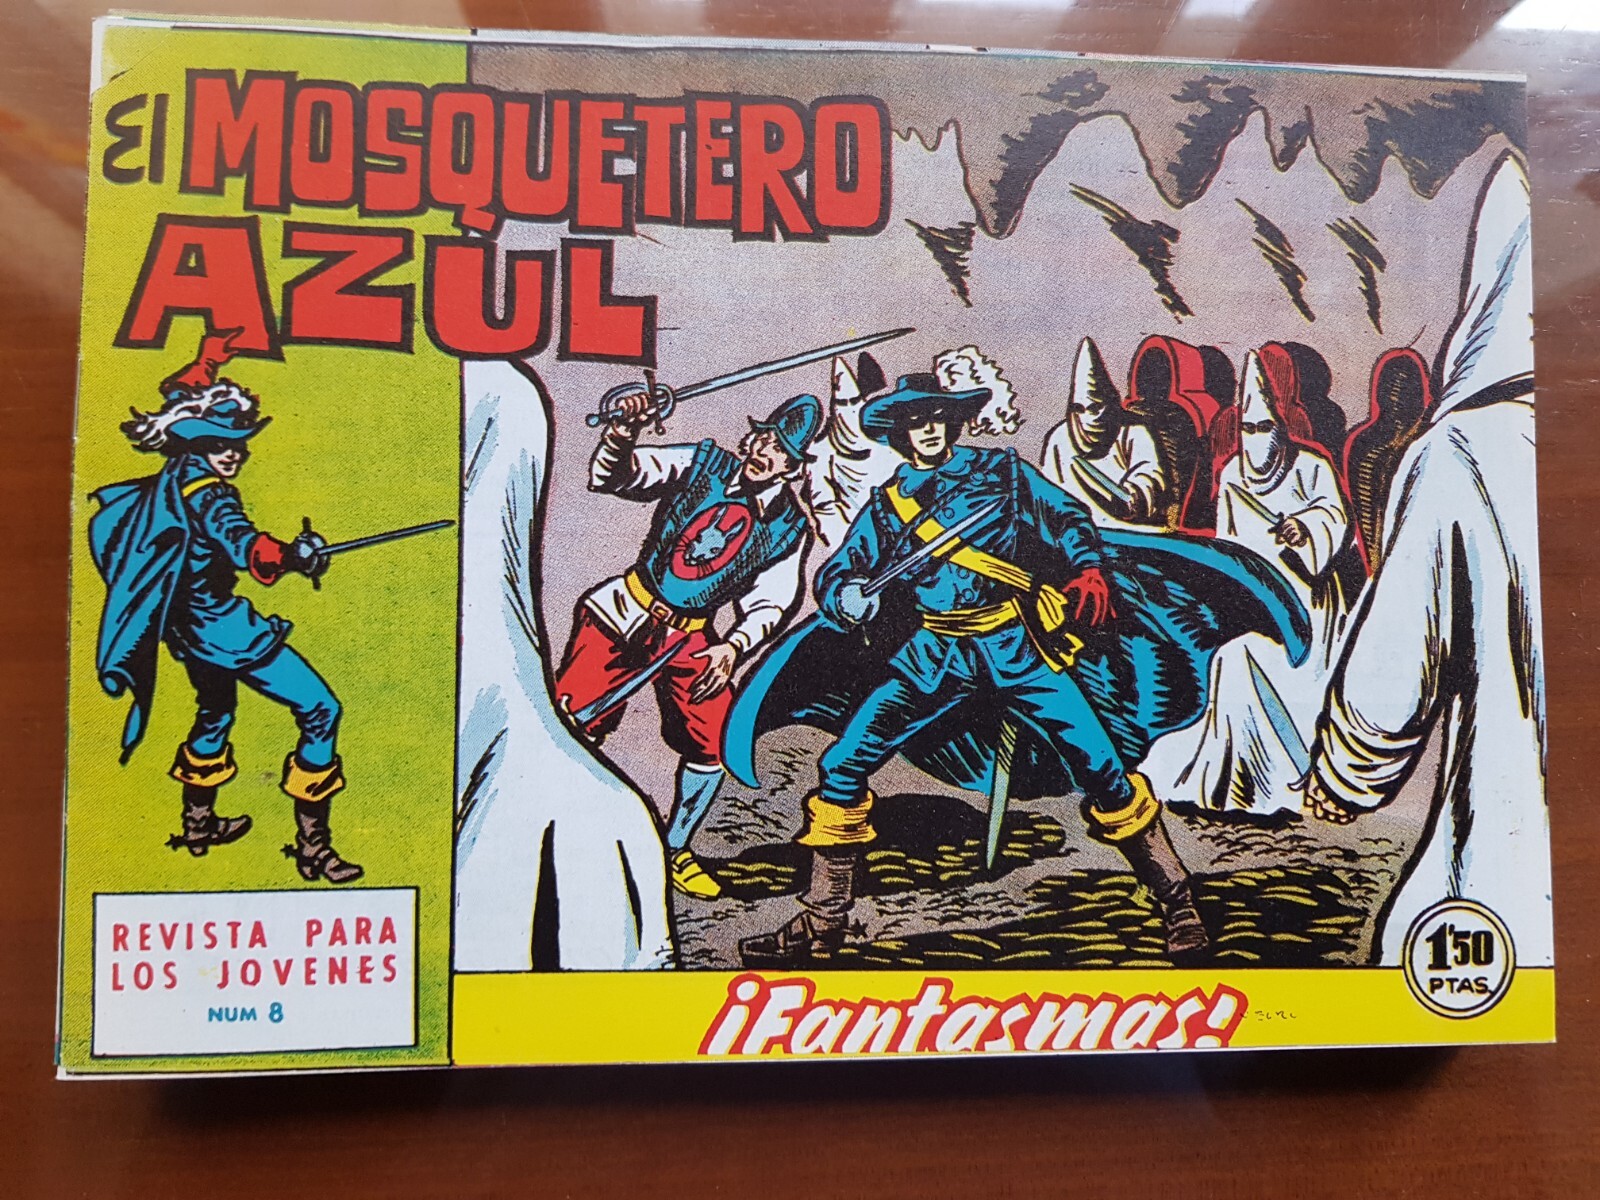 El MOSQUETERO
AZUL
REVISTA PARA
LOS JOVENES
NUM 8
¡Fantasmas!
1'50
PTAS.